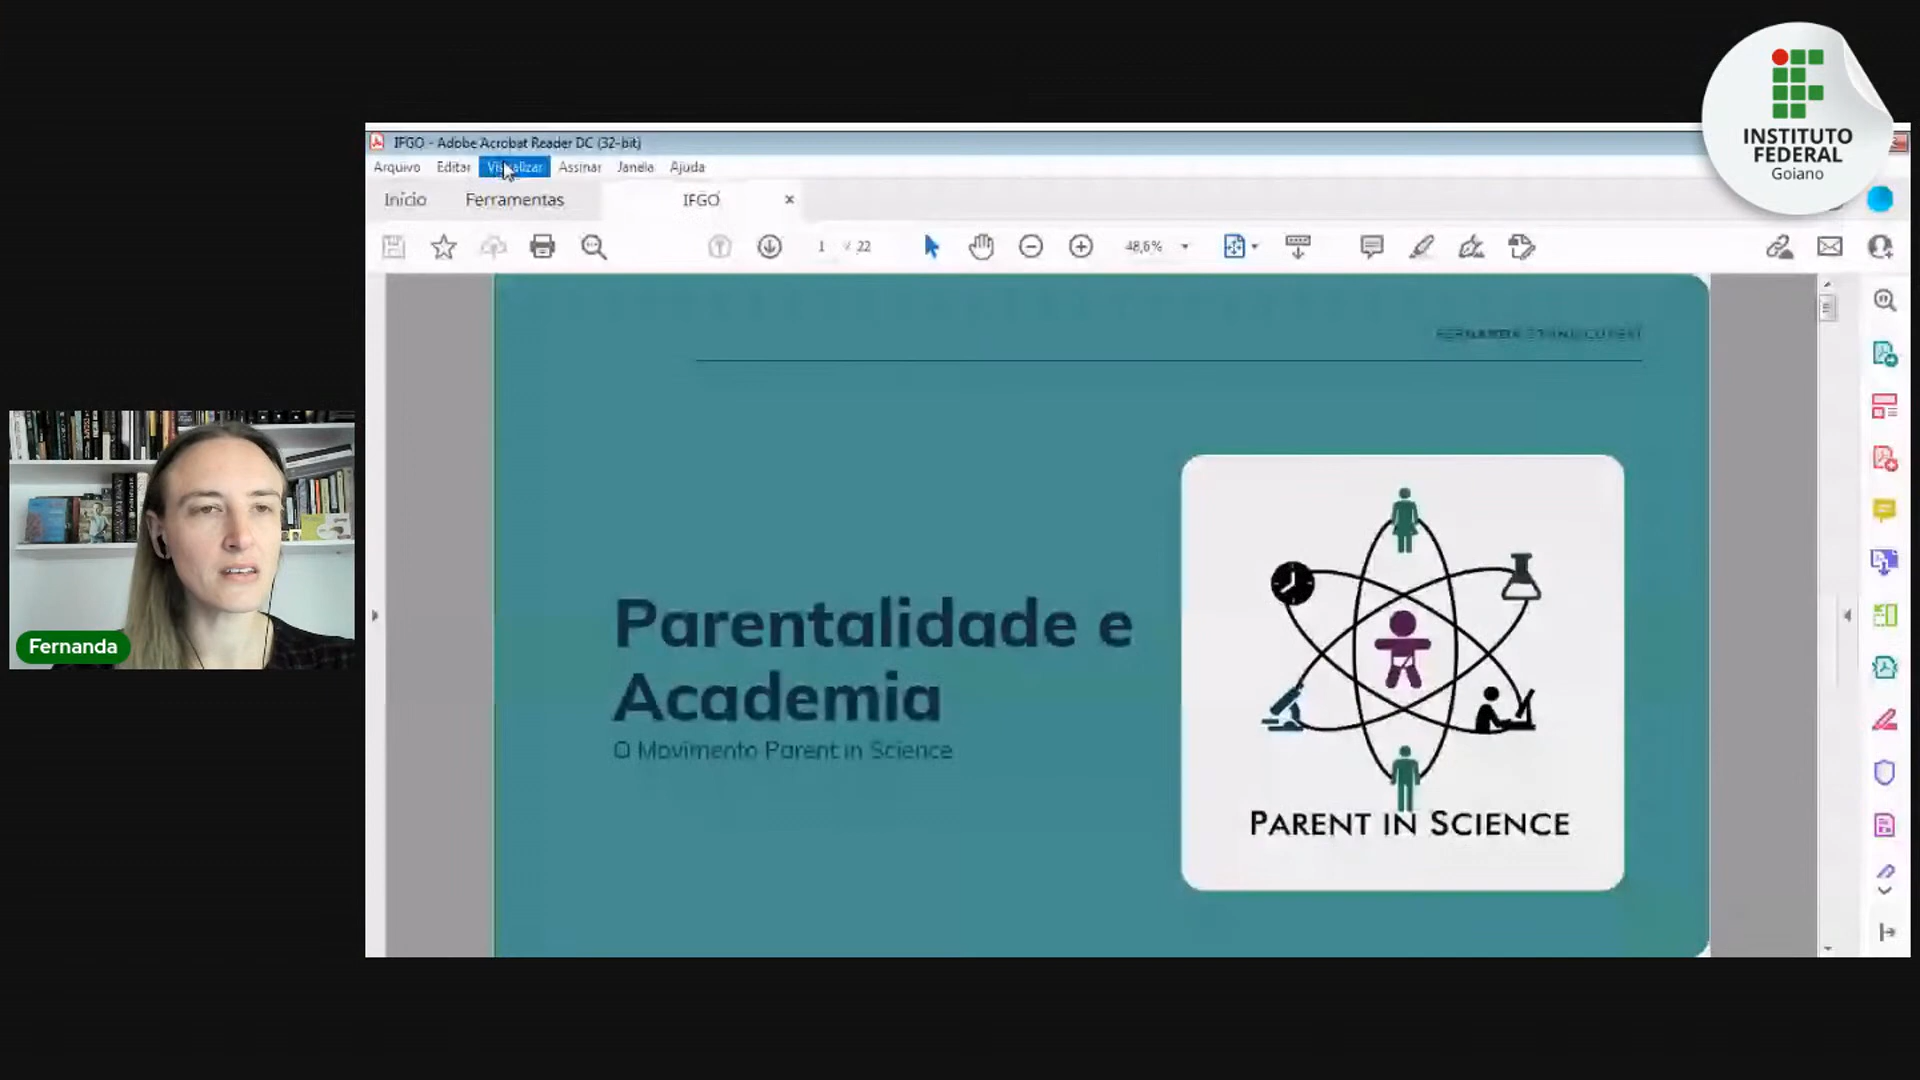 INSTITUTO
FEDERAL
Goiano
IFGO - Adobe Acrobat Reader DC (32-bit)
Arquivo Editar Visualizar Assinar Janela Ajuda
Início Ferramentas IFGO
1 / 22 48,6%
FERNANDA
Parentalidade e
Academia
O Movimento Parent in Science
PARENT IN SCIENCE
Fernanda